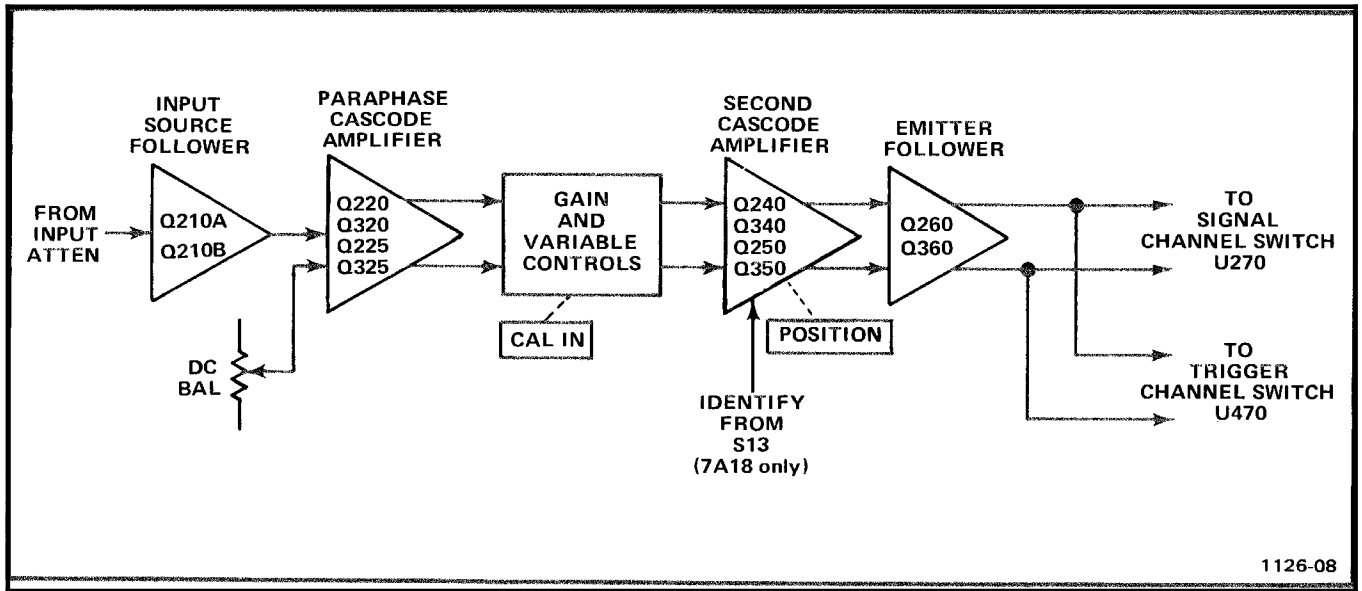 INPUT
SOURCE
FOLLOWER
PARAPHASE
CASCODE
AMPLIFIER
SECOND
CASCODE
AMPLIFIER
EMITTER
FOLLOWER
FROM
INPUT
ATTEN
Q210A
Q210B
Q220
Q320
Q225
Q325
GAIN
AND
VARIABLE
CONTROLS
Q240
Q340
Q250
Q350
Q260
Q360
TO
SIGNAL
CHANNEL SWITCH
U270
CAL IN
POSITION
DC
BAL
IDENTIFY
FROM
S13
(7A18 only)
TO
TRIGGER
CHANNEL SWITCH
U470
1126-08